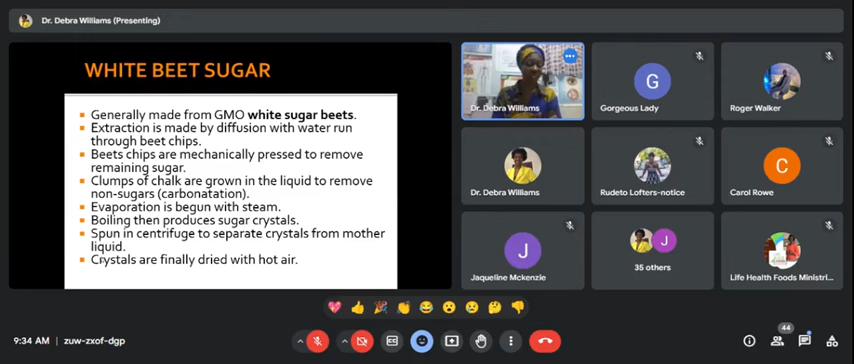 Dr. Debra Williams (Presenting)
WHITE BEET SUGAR
Generally made from GMO white sugar beets.
Extraction is made by diffusion with water run
through beet chips.
Beets chips are mechanically pressed to remove
remaining sugar.
Clumps of chalk are grown in the liquid to remove
non-sugars (carbonatation).
Evaporation is begun with steam.
Boiling then produces sugar crystals.
Spun in centrifuge to separate crystals from mother
liquid.
Crystals are finally dried with hot air.
Dr. Debra Williams
G
Gorgeous Lady
Roger Walker
Dr. Debra Williams
Rudeto Lofters-notice
C
Carol Rowe
J
Jaqueline Mckenzie
J
35 others
Life Health Foods Ministri...
9:34 AM | zuw-zxof-dgp
CC
44